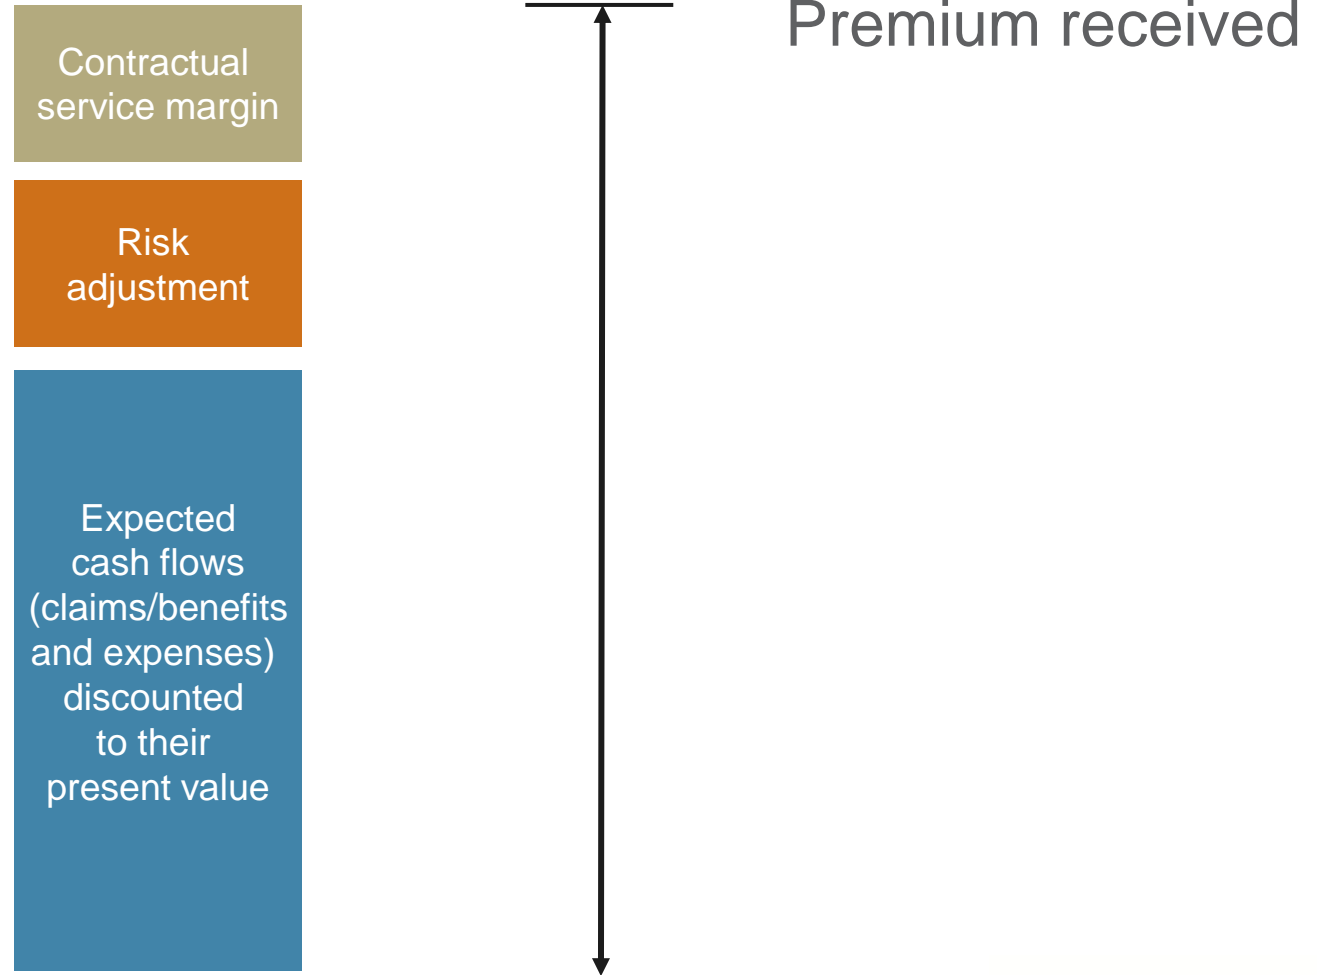 Premium received
Contractual
service margin
Risk
adjustment
Expected
cash flows
(claims/benefits
and expenses)
discounted
to their
present value